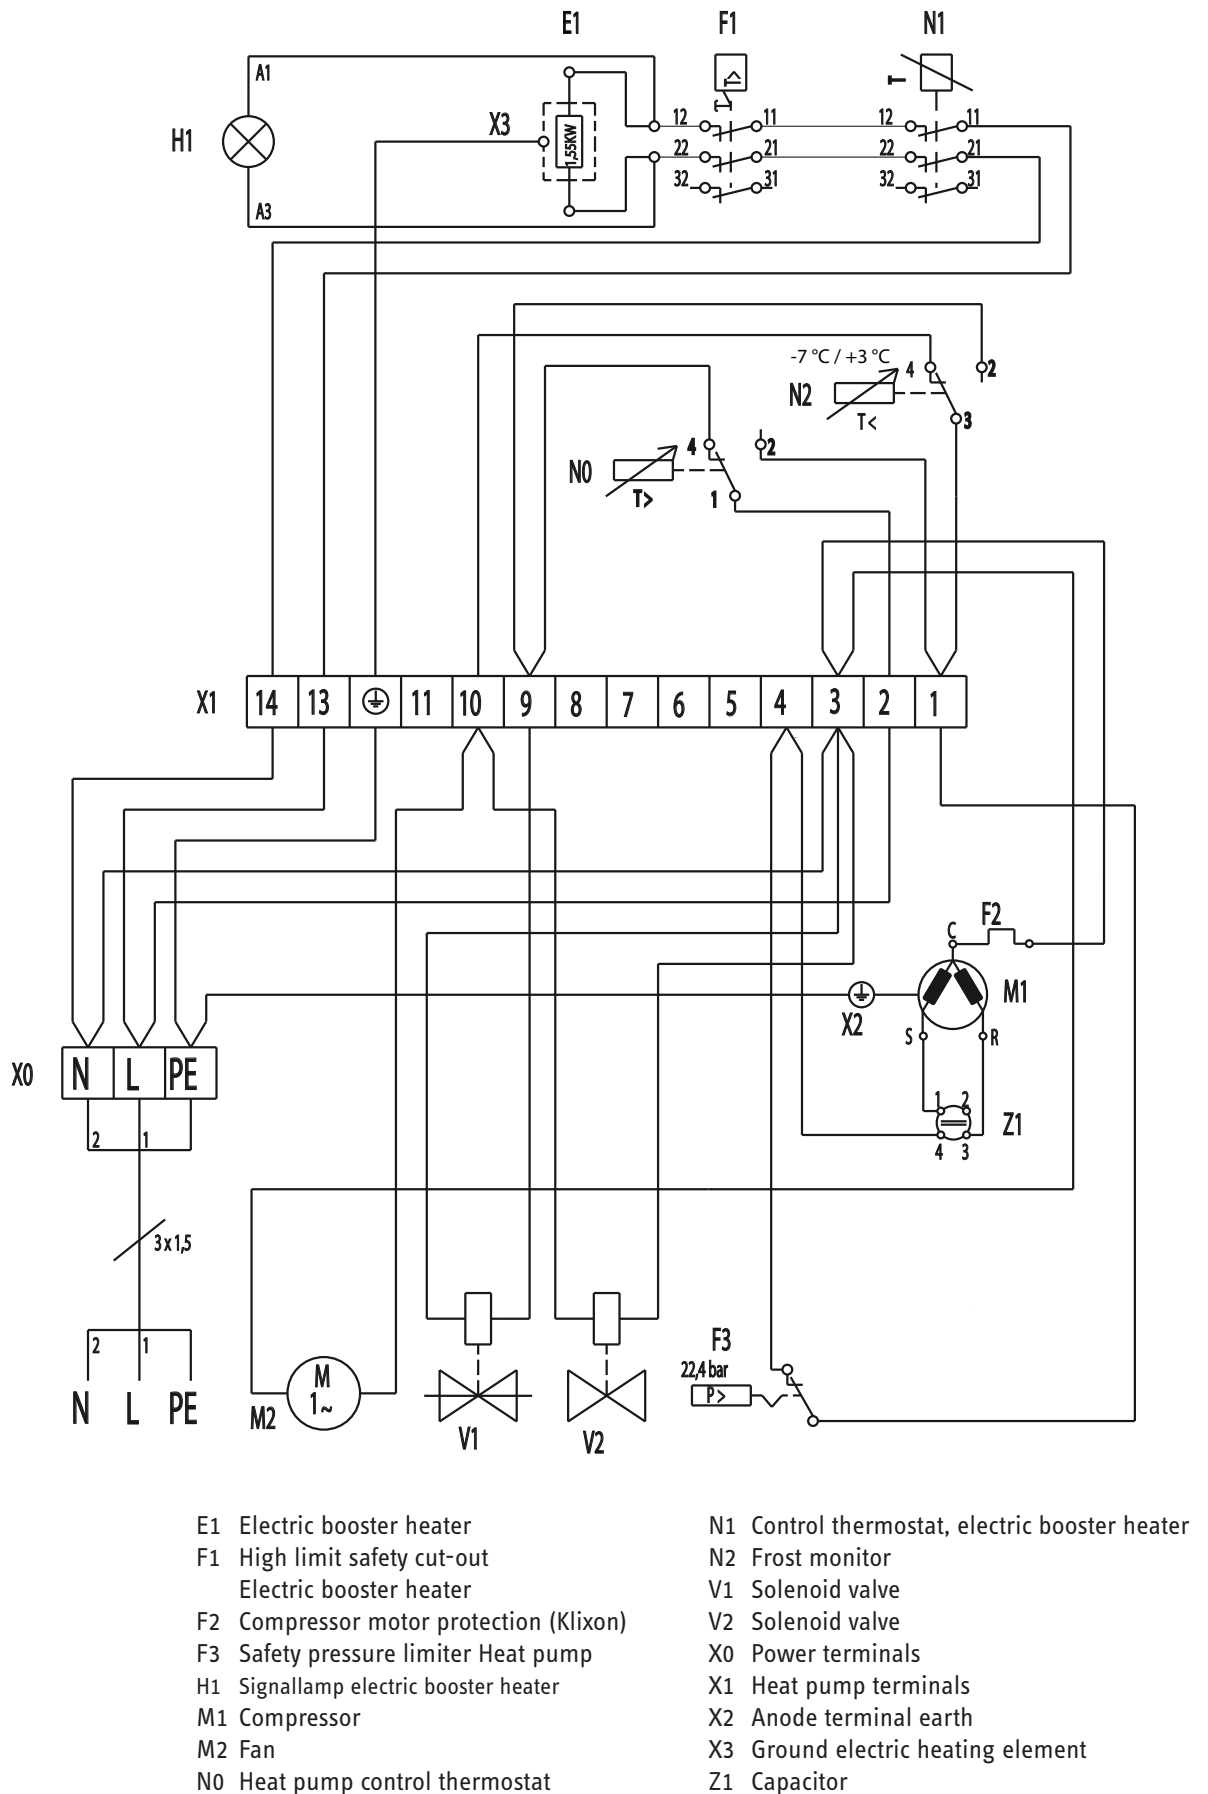 E1 F1 N1
A1
T>
T
H1
X3
1,55KW
12 11 12 11
22 21 22 21
32 31 32 31
A3
-7 °C / +3 °C
4 2
N2
T<
3
4 2
N0
T>
1
X1 14 13 11 10 9 8 7 6 5 4 3 2 1
F2
C
M1
X2
S R
X0 N L PE
1 2
Z1
4 3
2 1
3 x 1,5
F3
2 1
22,4 bar
P>
N L PE
M
1~
M2
V1
V2
E1 Electric booster heater
F1 High limit safety cut-out
Electric booster heater
F2 Compressor motor protection (Klixon)
F3 Safety pressure limiter Heat pump
H1 Signallamp electric booster heater
M1 Compressor
M2 Fan
N0 Heat pump control thermostat
N1 Control thermostat, electric booster heater
N2 Frost monitor
V1 Solenoid valve
V2 Solenoid valve
X0 Power terminals
X1 Heat pump terminals
X2 Anode terminal earth
X3 Ground electric heating element
Z1 Capacitor